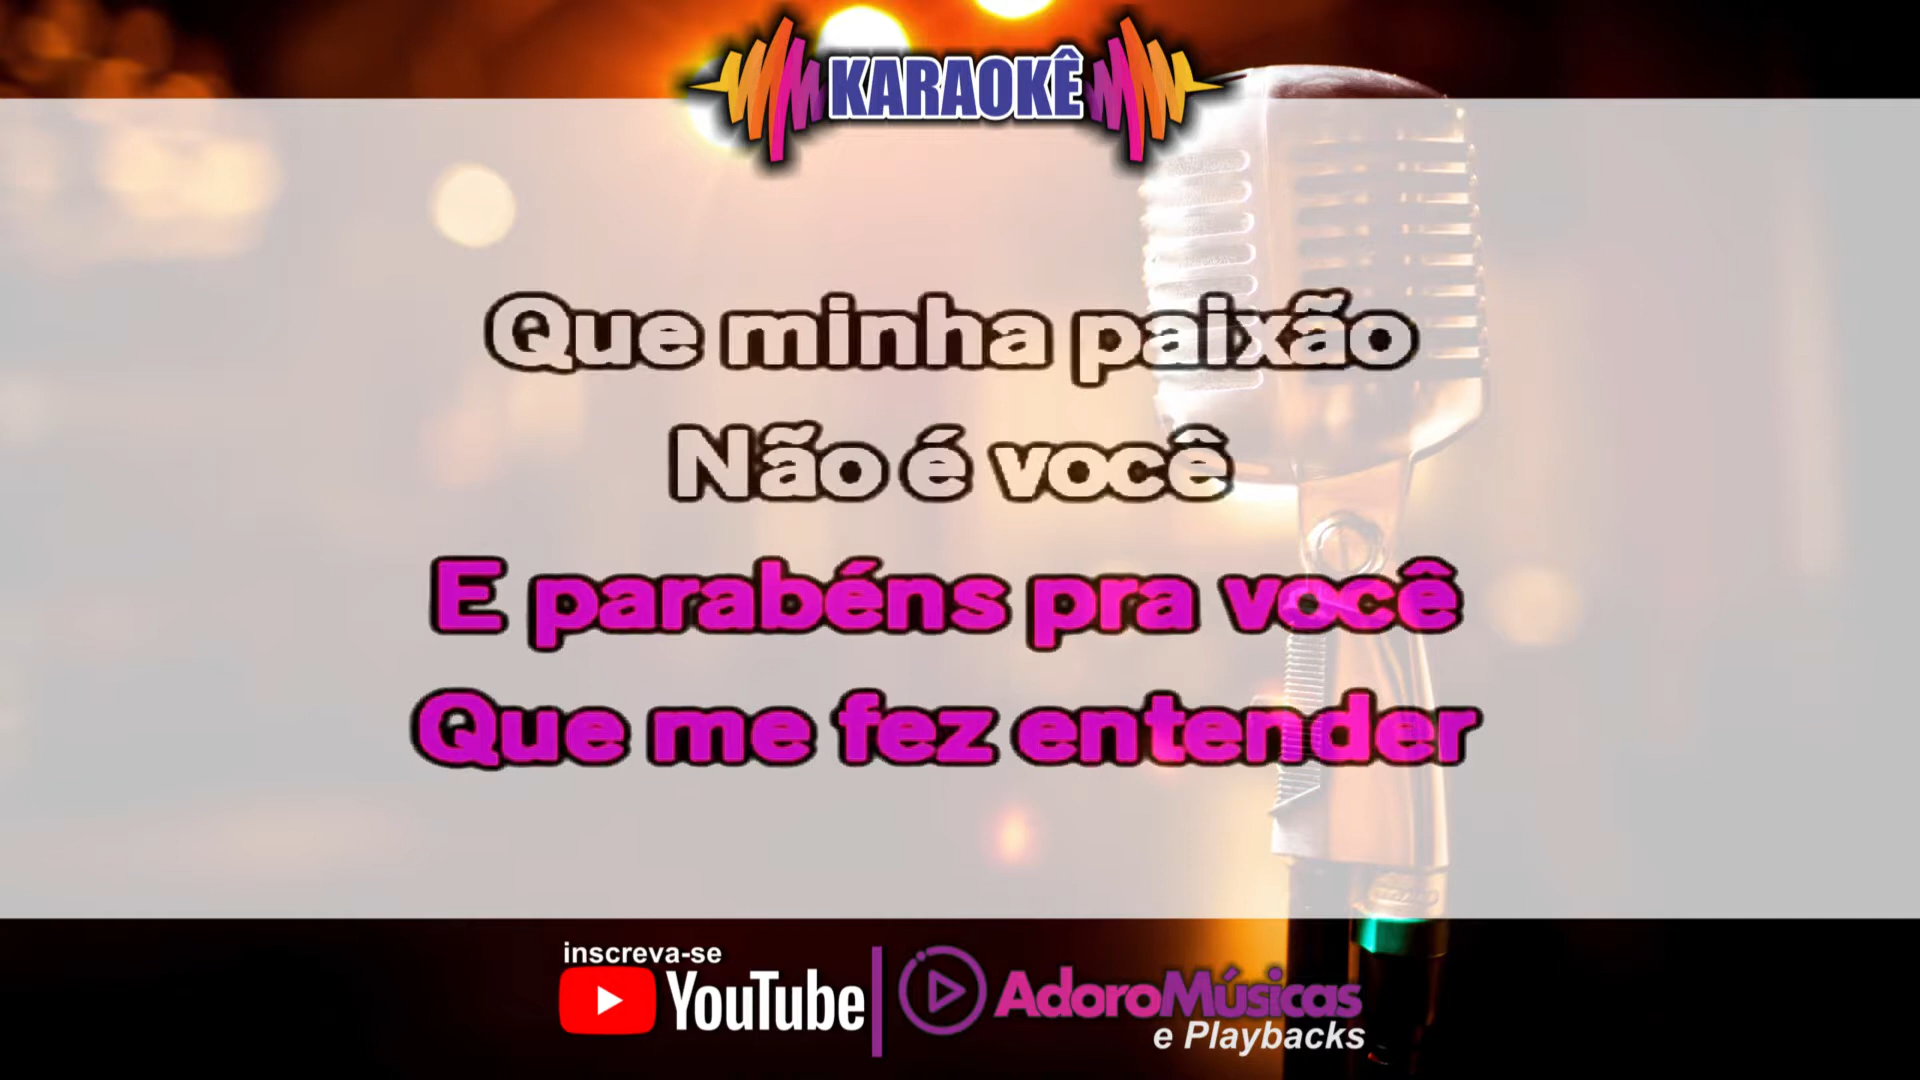 KARAOKÊ
Que minha paixão
Não é você
E parabéns pra você
Que me fez entender
inscreva-se
YouTube
AdoroMúsicas
e Playbacks